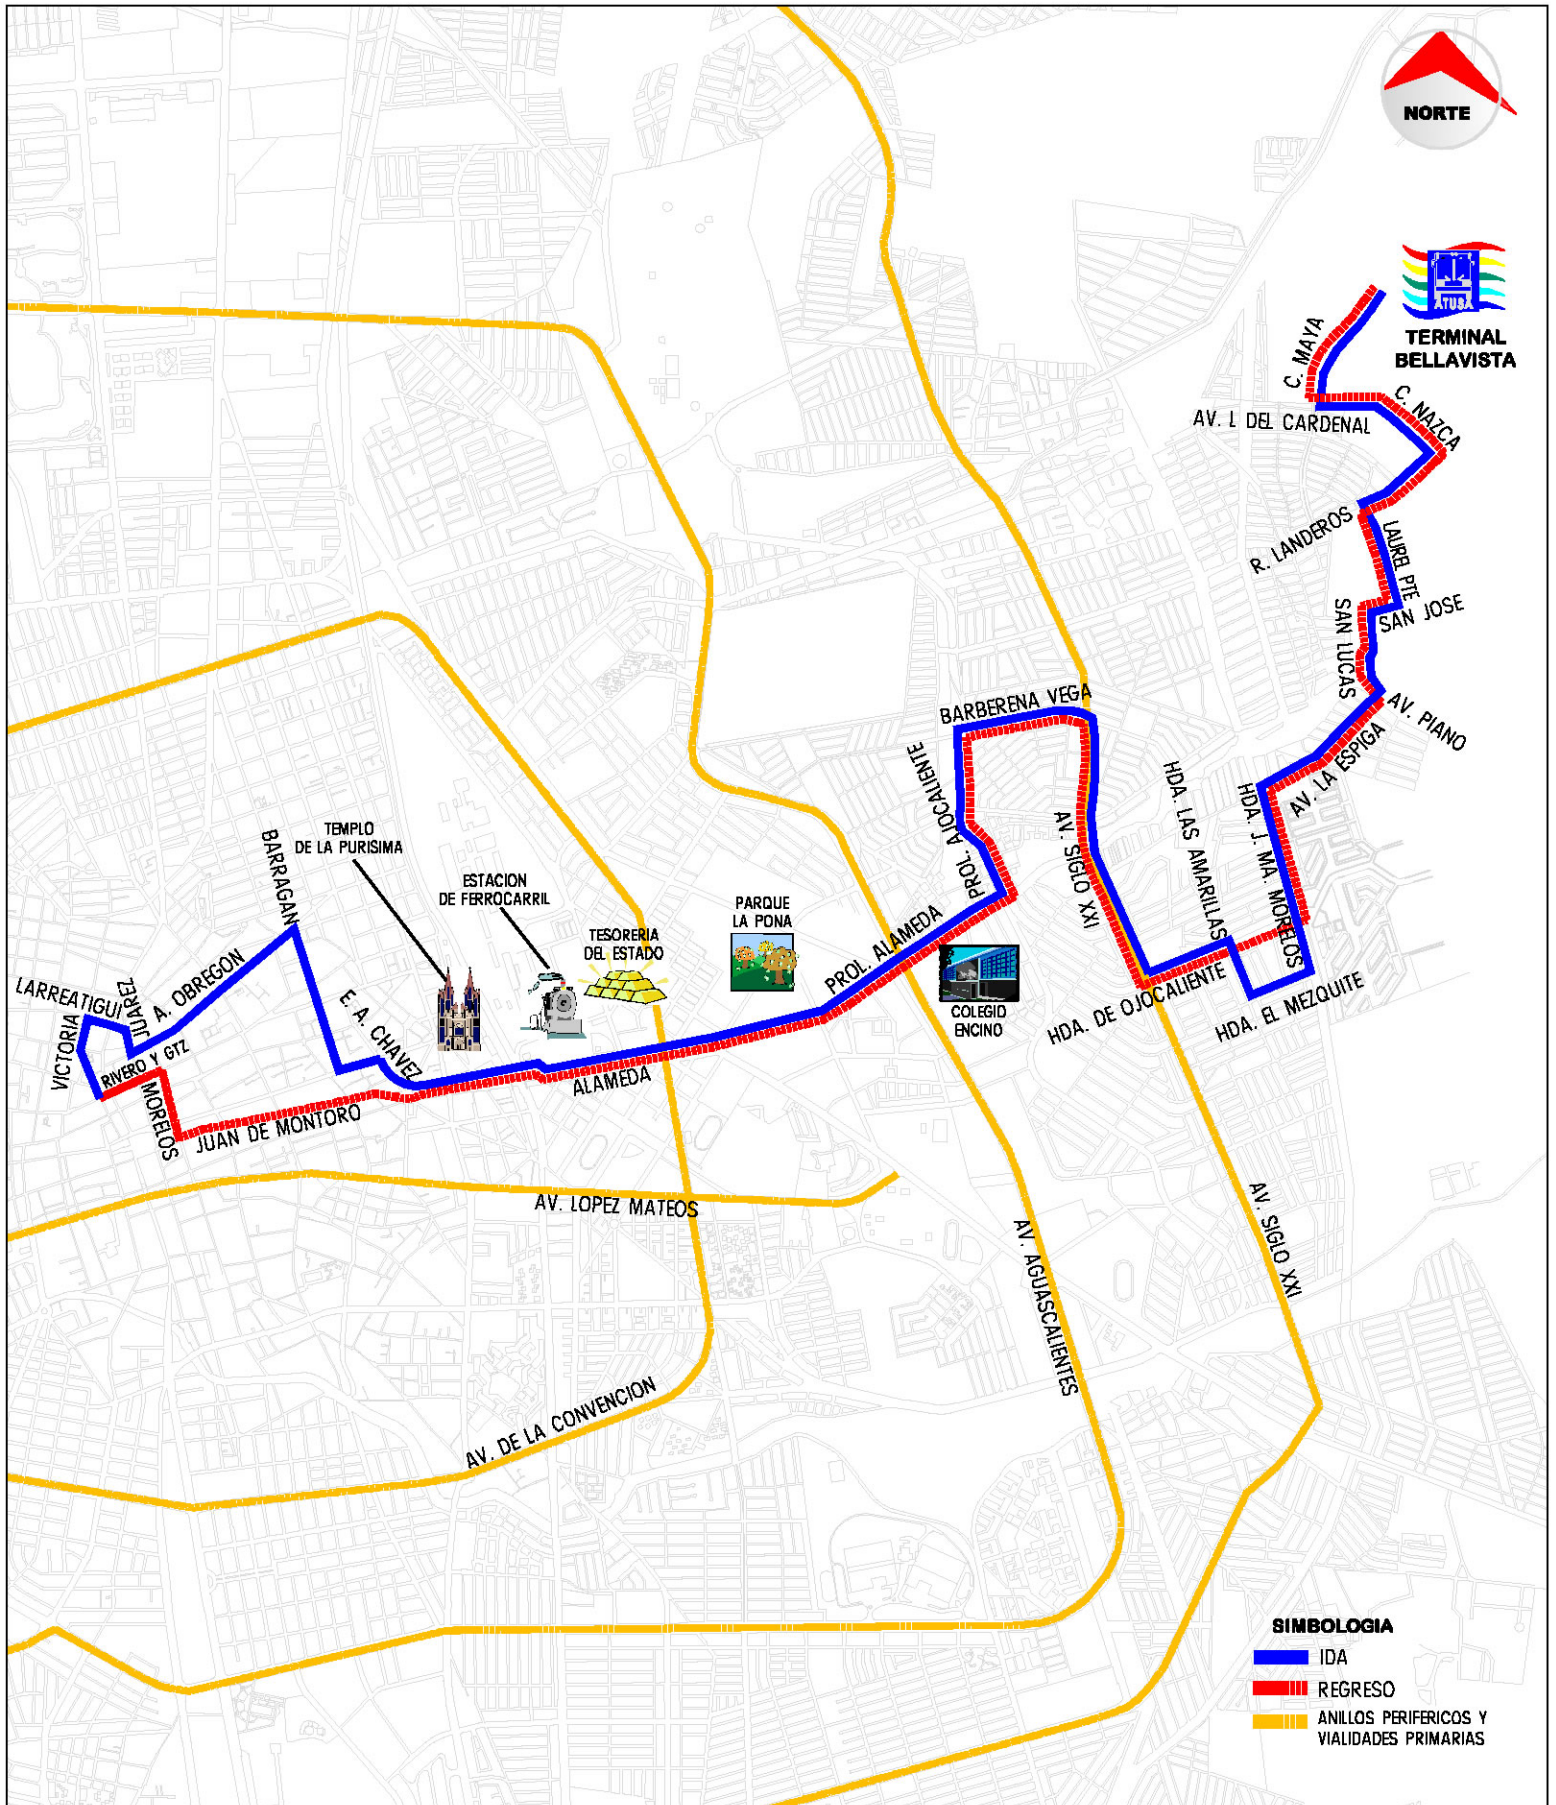 NORTE
ATUSA
TERMINAL
BELLAVISTA
C. MAYA
C. NAZCA
AV. L DEL CARDENAL
R. LANDEROS
LAUREL PTE
SAN JOSE
SAN LUCAS
AV. PIANO
AV. LA ESPIGA
BARBERENA VEGA
PROL. AJOCALIENTE
HDA. LAS AMARILLAS
HDA. J. MA. MORELOS
AV. SIGLO XXI
TEMPLO
DE LA PURISIMA
BARRAGAN
ESTACION
DE FERROCARRIL
PARQUE
LA PONA
TESORERIA
DEL ESTADO
PROL. ALAMEDA
COLEGIO
ENCINO
HDA. DE OJOCALIENTE
HDA. EL MEZQUITE
LARREATIGUI
JUAREZ
A. OBREGON
E. A. CHAVEZ
VICTORIA
RIVERO Y GTZ
MORELOS
JUAN DE MONTORO
ALAMEDA
AV. LOPEZ MATEOS
AV. SIGLO XXI
AV. AGUASCALIENTES
AV. DE LA CONVENCION
SIMBOLOGIA
IDA
REGRESO
ANILLOS PERIFERICOS Y
VIALIDADES PRIMARIAS